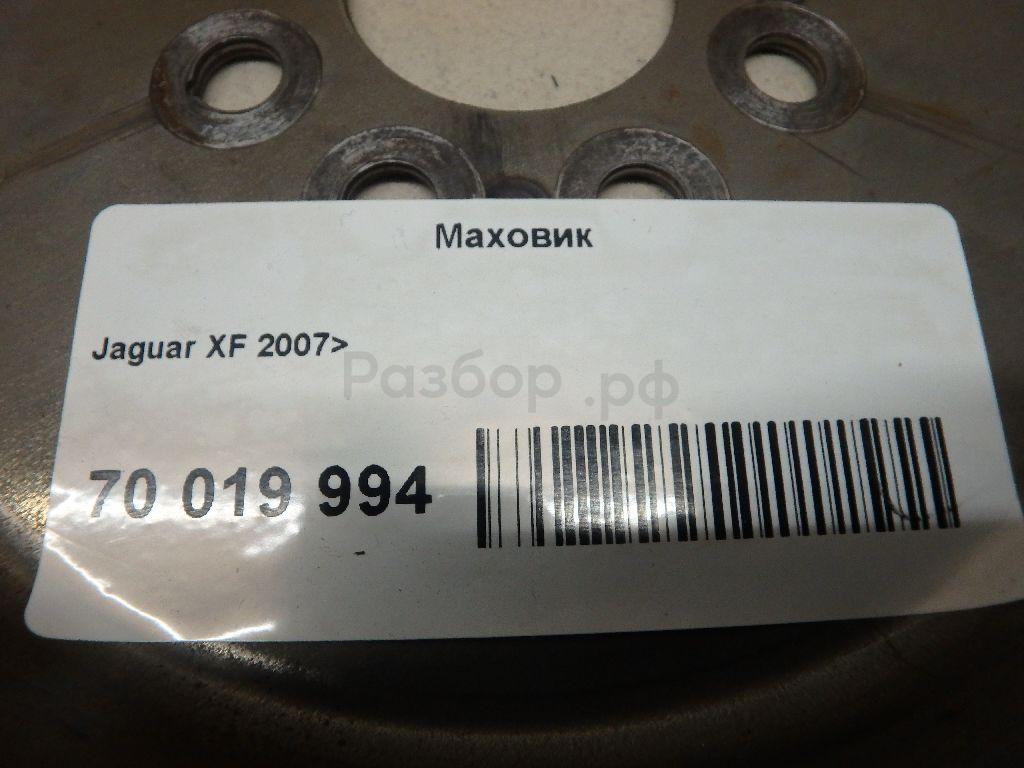 Маховик
Jaguar XF 2007>
Разбор.рф
70 019 994